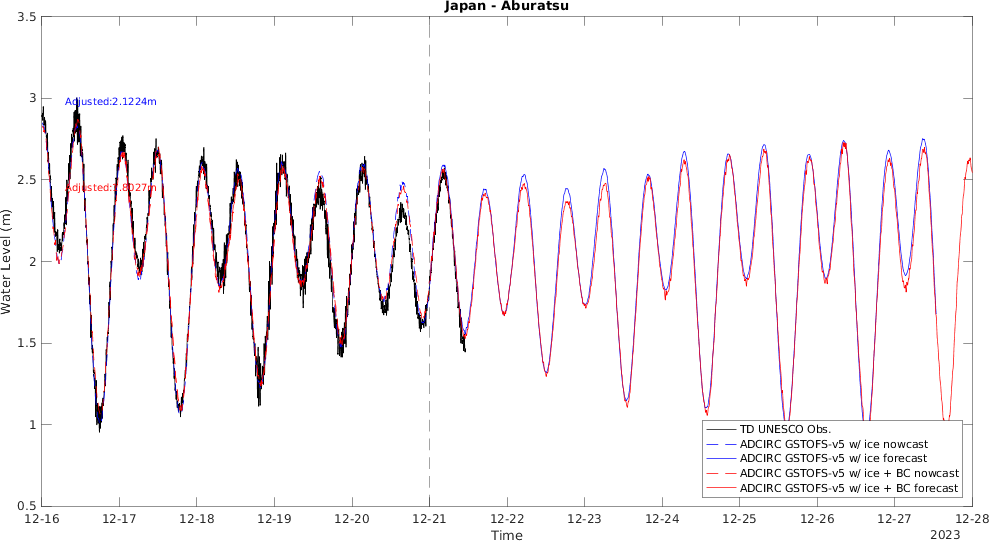 Japan - Aburatsu
3.5
3
2.5
2
1.5
1
0.5
Water Level (m)
Adjusted:2.1224m
Adjusted:1.8027m
TD UNESCO Obs.
ADCIRC GSTOFS-v5 w/ ice nowcast
ADCIRC GSTOFS-v5 w/ ice forecast
ADCIRC GSTOFS-v5 w/ ice + BC nowcast
ADCIRC GSTOFS-v5 w/ ice + BC forecast
12-16 12-17 12-18 12-19 12-20 12-21 12-22 12-23 12-24 12-25 12-26 12-27 12-28
Time
2023